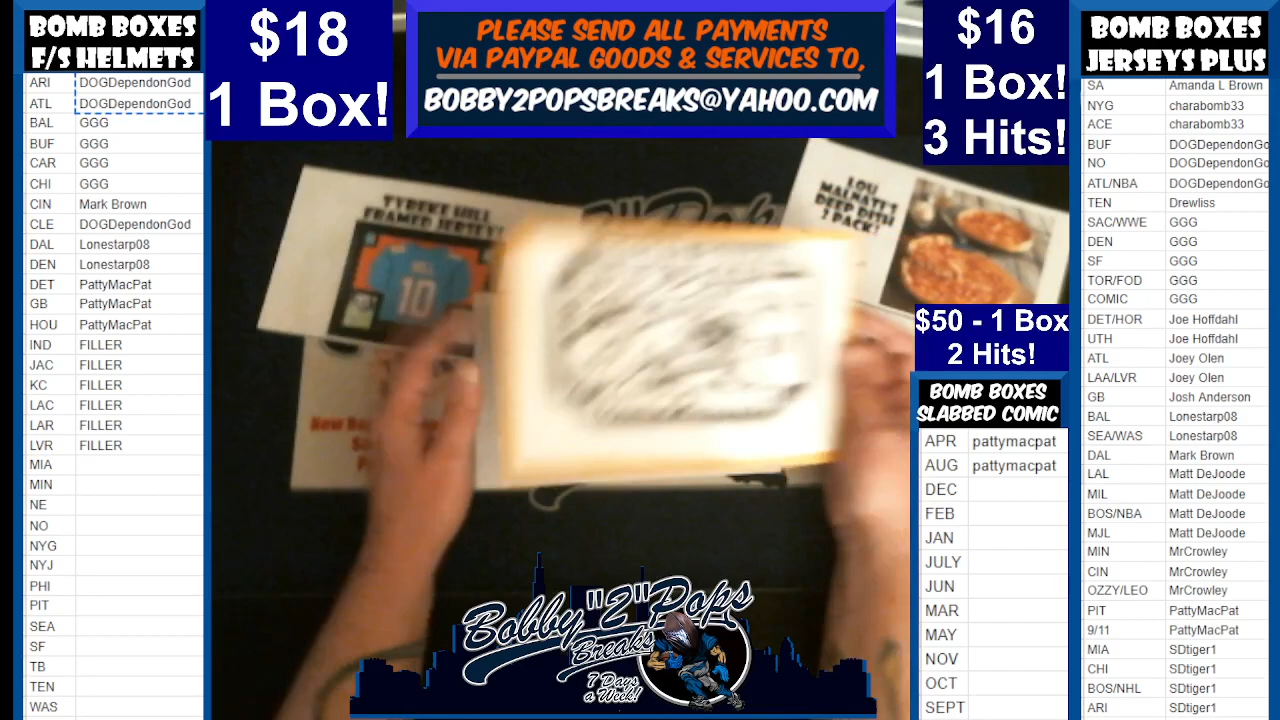 BOMB BOXES
F/S HELMETS
ARI DOGDependonGod
ATL DOGDependonGod
BAL GGG
BUF GGG
CAR GGG
CHI GGG
CIN Mark Brown
CLE DOGDependonGod
DAL Lonestarp08
DEN Lonestarp08
DET PattyMacPat
GB PattyMacPat
HOU PattyMacPat
IND FILLER
JAC FILLER
KC FILLER
LAC FILLER
LAR FILLER
LVR FILLER
MIA
MIN
NE
NO
NYG
NYJ
PHI
PIT
SEA
SF
TB
TEN
WAS
$18
1 Box!
PLEASE SEND ALL PAYMENTS
VIA PAYPAL GOODS & SERVICES TO,
BOBBY2POPSBREAKS@YAHOO.COM
TYREEK HILL
FRAMED JERSEY!
HILL
10
LOU
MALNATI'S
DEEP DISH
2 PACK!
Bobby "2" Pops
Breaks
7 Days
a Week!
$16
1 Box!
3 Hits!
$50 - 1 Box
2 Hits!
BOMB BOXES
SLABBED COMIC
APR pattymacpat
AUG pattymacpat
DEC
FEB
JAN
JULY
JUN
MAR
MAY
NOV
OCT
SEPT
BOMB BOXES
JERSEYS PLUS
SA Amanda L Brown
NYG charabomb33
ACE charabomb33
BUF DOGDependonGo
NO DOGDependonGo
ATL/NBA DOGDependonGo
TEN Drewliss
SAC/WWE GGG
DEN GGG
SF GGG
TOR/FOD GGG
COMIC GGG
DET/HOR Joe Hoffdahl
UTH Joe Hoffdahl
ATL Joey Olen
LAA/LVR Joey Olen
GB Josh Anderson
BAL Lonestarp08
SEA/WAS Lonestarp08
DAL Mark Brown
LAL Matt DeJoode
MIL Matt DeJoode
BOS/NBA Matt DeJoode
MJL Matt DeJoode
MIN MrCrowley
CIN MrCrowley
OZZY/LEO MrCrowley
PIT PattyMacPat
9/11 PattyMacPat
MIA SDtiger1
CHI SDtiger1
BOS/NHL SDtiger1
ARI SDtiger1